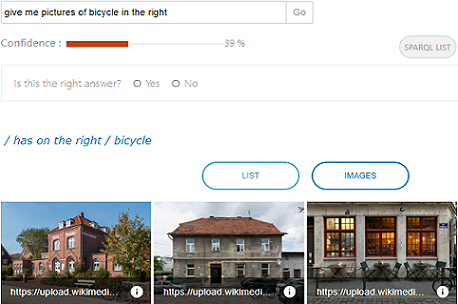 give me pictures of bicycle in the right
Go
Confidence :
39 %
SPARQL LIST
Is this the right answer?
Yes
No
/ has on the right / bicycle
LIST
IMAGES
https://upload.wikimedi...
https://upload.wikimedi...
https://upload.wikimedi...